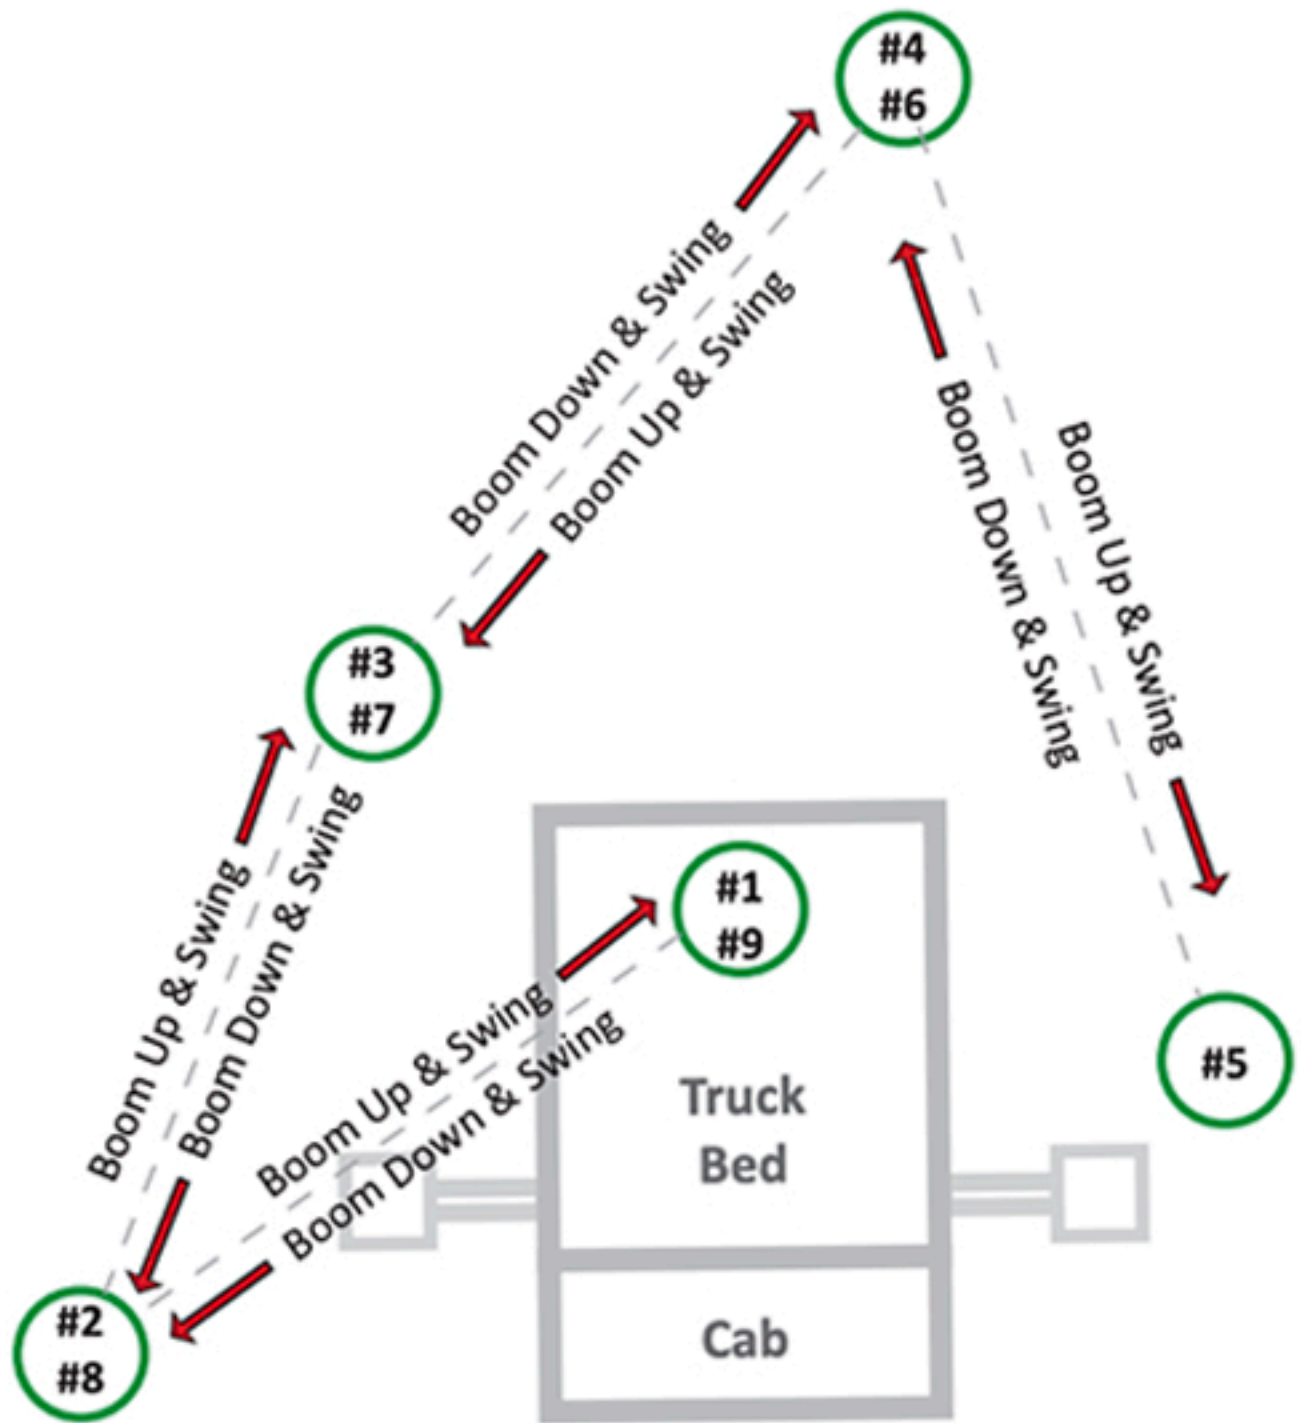 #4
#6
Boom Down & Swing
Boom Up & Swing
Boom Down & Swing
Boom Up & Swing
#3
#7
Boom Up & Swing
Boom Down & Swing
#1
#9
Boom Up & Swing
Boom Down & Swing
Truck
Bed
#5
#2
#8
Cab